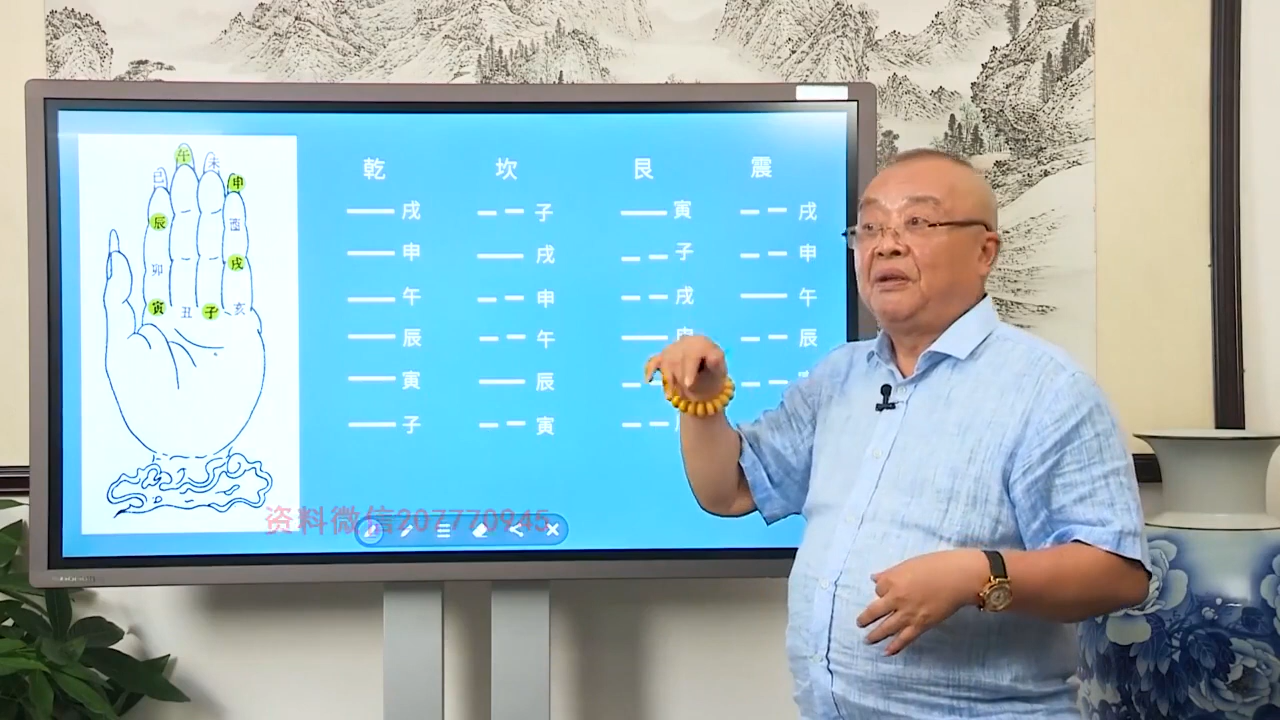 乾 坎 艮 震
戌 子 寅 戌
申 戌 子 申
午 申 戌 午
辰 午 申 辰
寅 辰
子 寅
午 未
巳 申
辰 酉
卯 戌
寅 丑 子 亥
资料微信207770945